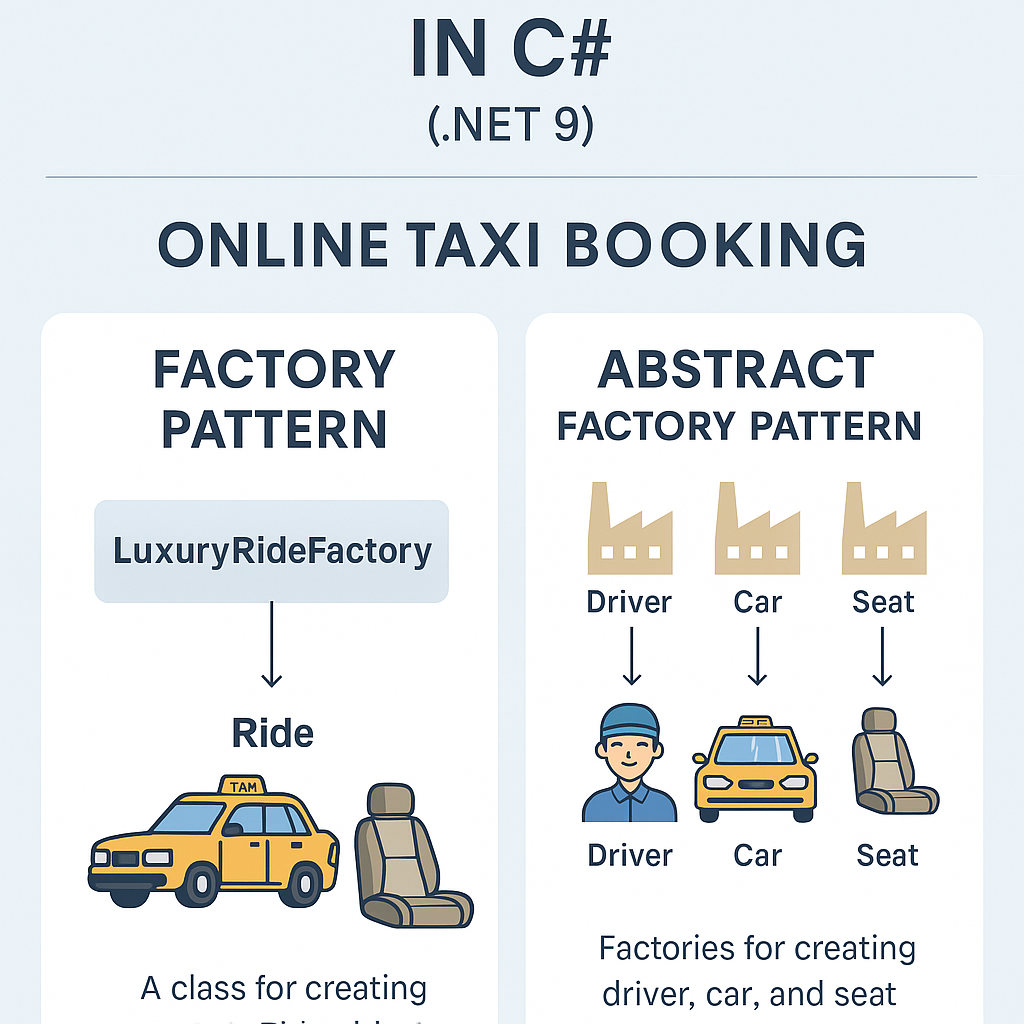 IN C#
(.NET 9)
ONLINE TAXI BOOKING
FACTORY
PATTERN
LuxuryRideFactory
Ride
TAM
A class for creating
ABSTRACT
FACTORY PATTERN
Driver Car Seat
Driver Car Seat
Factories for creating
driver, car, and seat